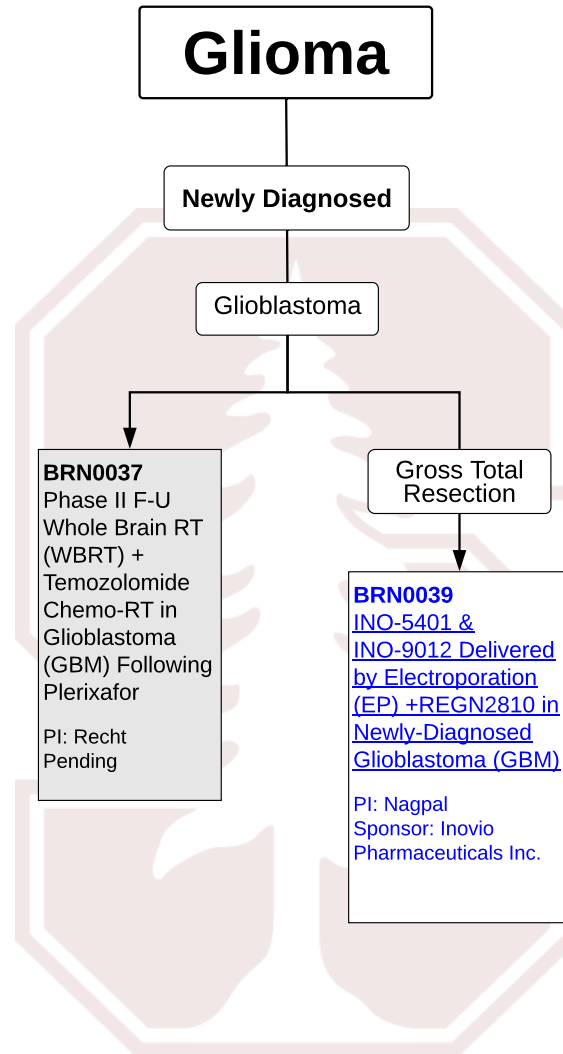 Glioma
Newly Diagnosed
Glioblastoma
BRN0037
Phase II F-U
Whole Brain RT
(WBRT) +
Temozolomide
Chemo-RT in
Glioblastoma
(GBM) Following
Plerixafor
PI: Recht
Pending
Gross Total
Resection
BRN0039
INO-5401 &
INO-9012 Delivered
by Electroporation
(EP) +REGN2810 in
Newly-Diagnosed
Glioblastoma (GBM)
PI: Nagpal
Sponsor: Inovio
Pharmaceuticals Inc.